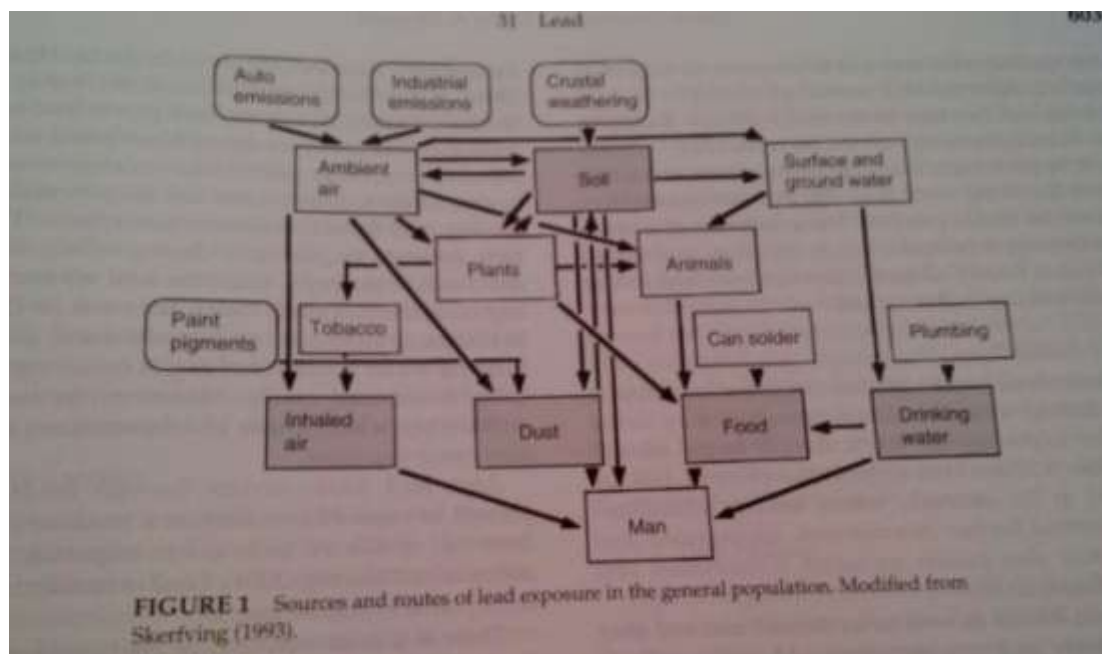 31 Lead
603
Auto
emissions
Industrial
emissions
Crustal
weathering
Ambient
air
Soil
Surface and
ground water
Plants
Animals
Paint
pigments
Tobacco
Can solder
Plumbing
Inhaled
air
Dust
Food
Drinking
water
Man
FIGURE 1 Sources and routes of lead exposure in the general population. Modified from
Skerfving (1993).